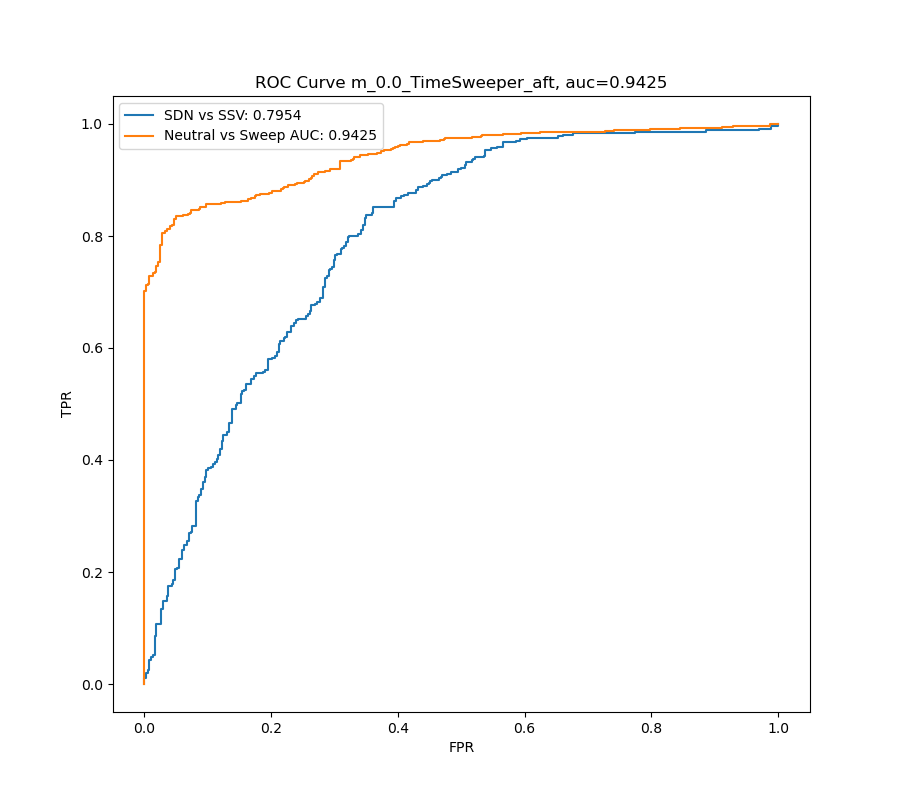 ROC Curve m_0.0_TimeSweeper_aft, auc=0.9425
SDN vs SSV: 0.7954
Neutral vs Sweep AUC: 0.9425
1.0
0.8
0.6
0.4
0.2
0.0
TPR
0.0 0.2 0.4 0.6 0.8 1.0
FPR